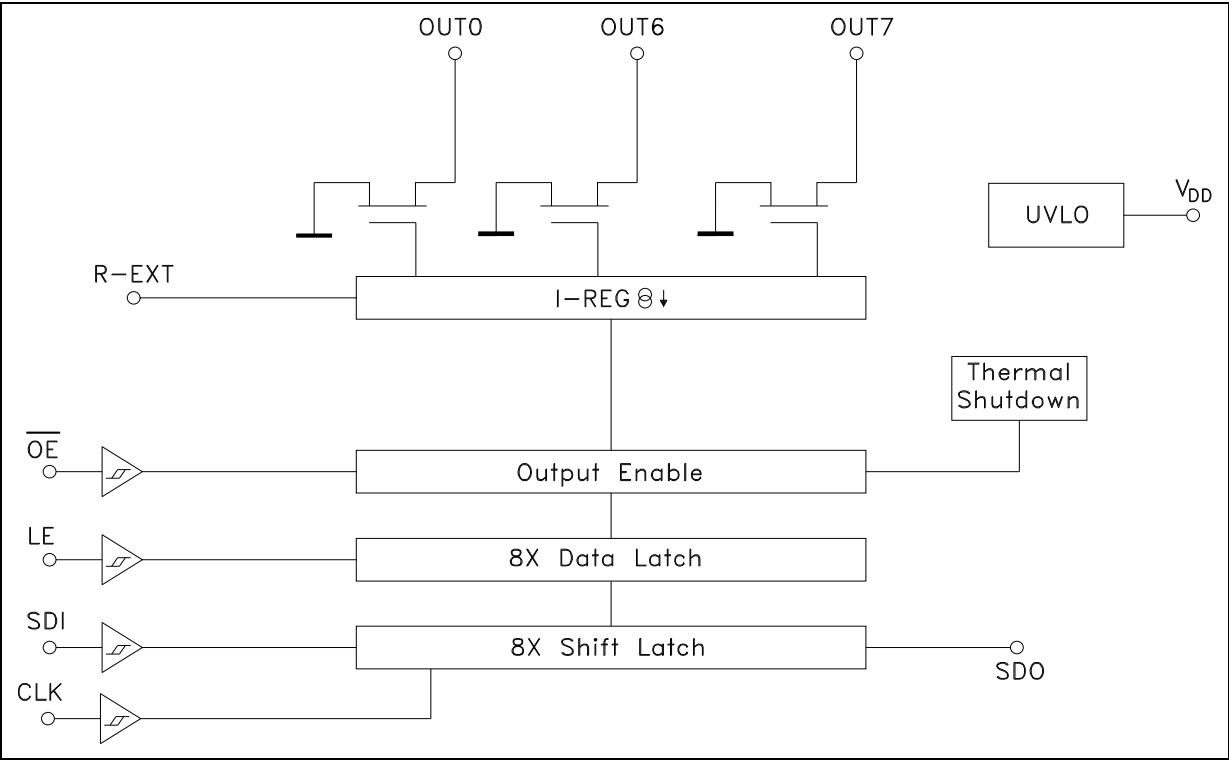 OUT0 OUT6 OUT7
VDD
UVLO
R-EXT
I-REG
Thermal
Shutdown
OE
Output Enable
LE
8X Data Latch
SDI
8X Shift Latch
SDO
CLK